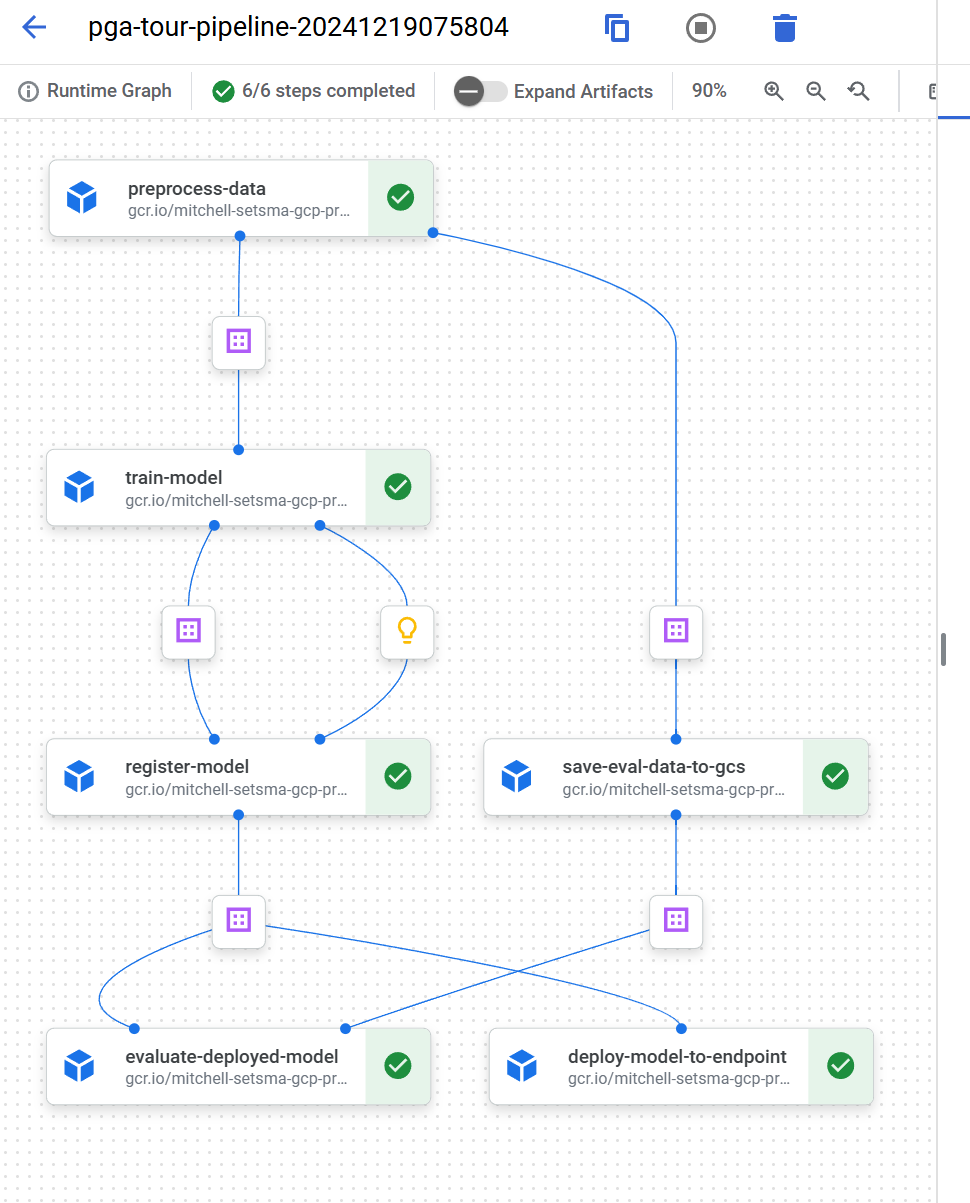 pga-tour-pipeline-20241219075804
Runtime Graph
6/6 steps completed
Expand Artifacts
90%
preprocess-data
gcr.io/mitchell-setsma-gcp-pr...
train-model
gcr.io/mitchell-setsma-gcp-pr...
register-model
gcr.io/mitchell-setsma-gcp-pr...
save-eval-data-to-gcs
gcr.io/mitchell-setsma-gcp-pr...
evaluate-deployed-model
gcr.io/mitchell-setsma-gcp-pr...
deploy-model-to-endpoint
gcr.io/mitchell-setsma-gcp-pr...